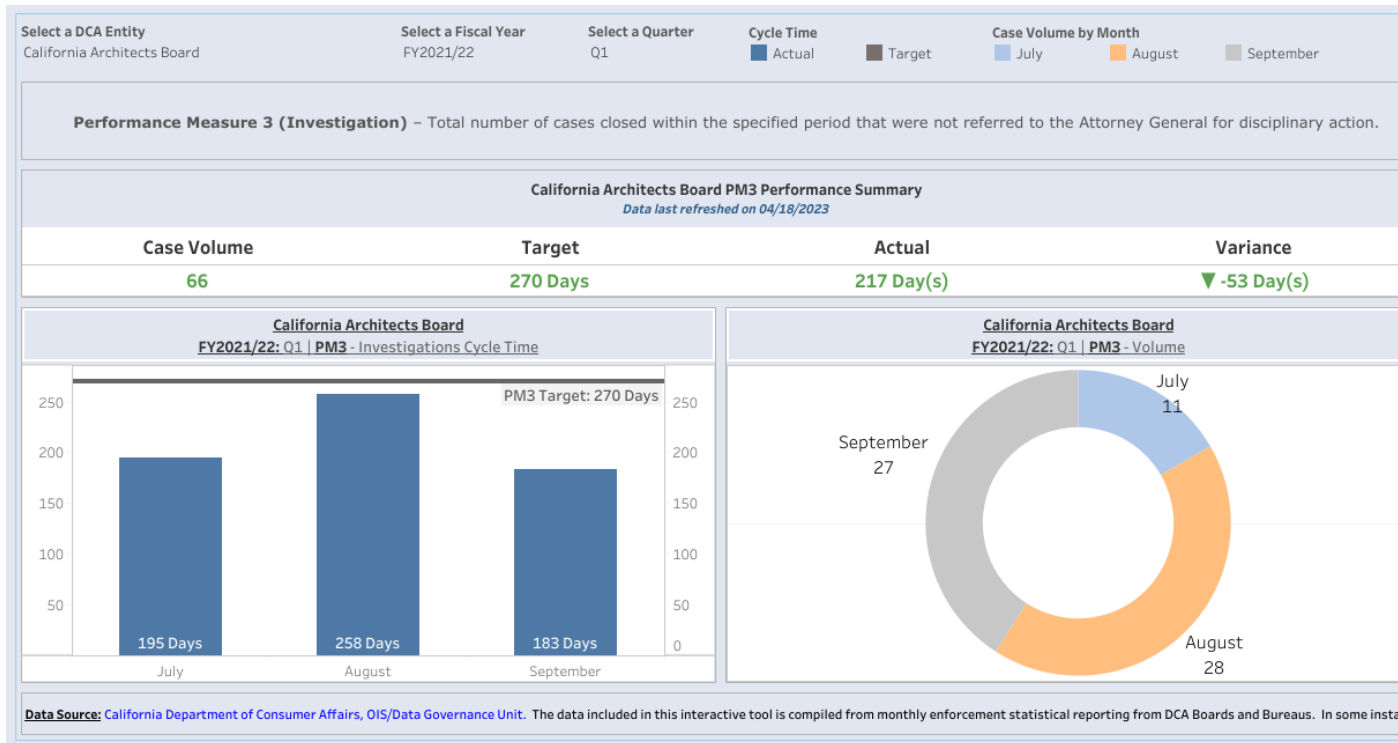 Select a DCA Entity
California Architects Board
Select a Fiscal Year
FY2021/22
Select a Quarter
Q1
Cycle Time
Actual
Target
Case Volume by Month
July
August
September
Performance Measure 3 (Investigation) – Total number of cases closed within the specified period that were not referred to the Attorney General for disciplinary action.
California Architects Board PM3 Performance Summary
Data last refreshed on 04/18/2023
Case Volume
Target
Actual
Variance
66
270 Days
217 Day(s)
▼ -53 Day(s)
California Architects Board
FY2021/22: Q1 | PM3 - Investigations Cycle Time
PM3 Target: 270 Days
250
200
150
100
50
250
200
150
100
50
0
195 Days
258 Days
183 Days
July
August
September
California Architects Board
FY2021/22: Q1 | PM3 - Volume
July
11
September
27
August
28
Data Source: California Department of Consumer Affairs, OIS/Data Governance Unit. The data included in this interactive tool is compiled from monthly enforcement statistical reporting from DCA Boards and Bureaus. In some insta